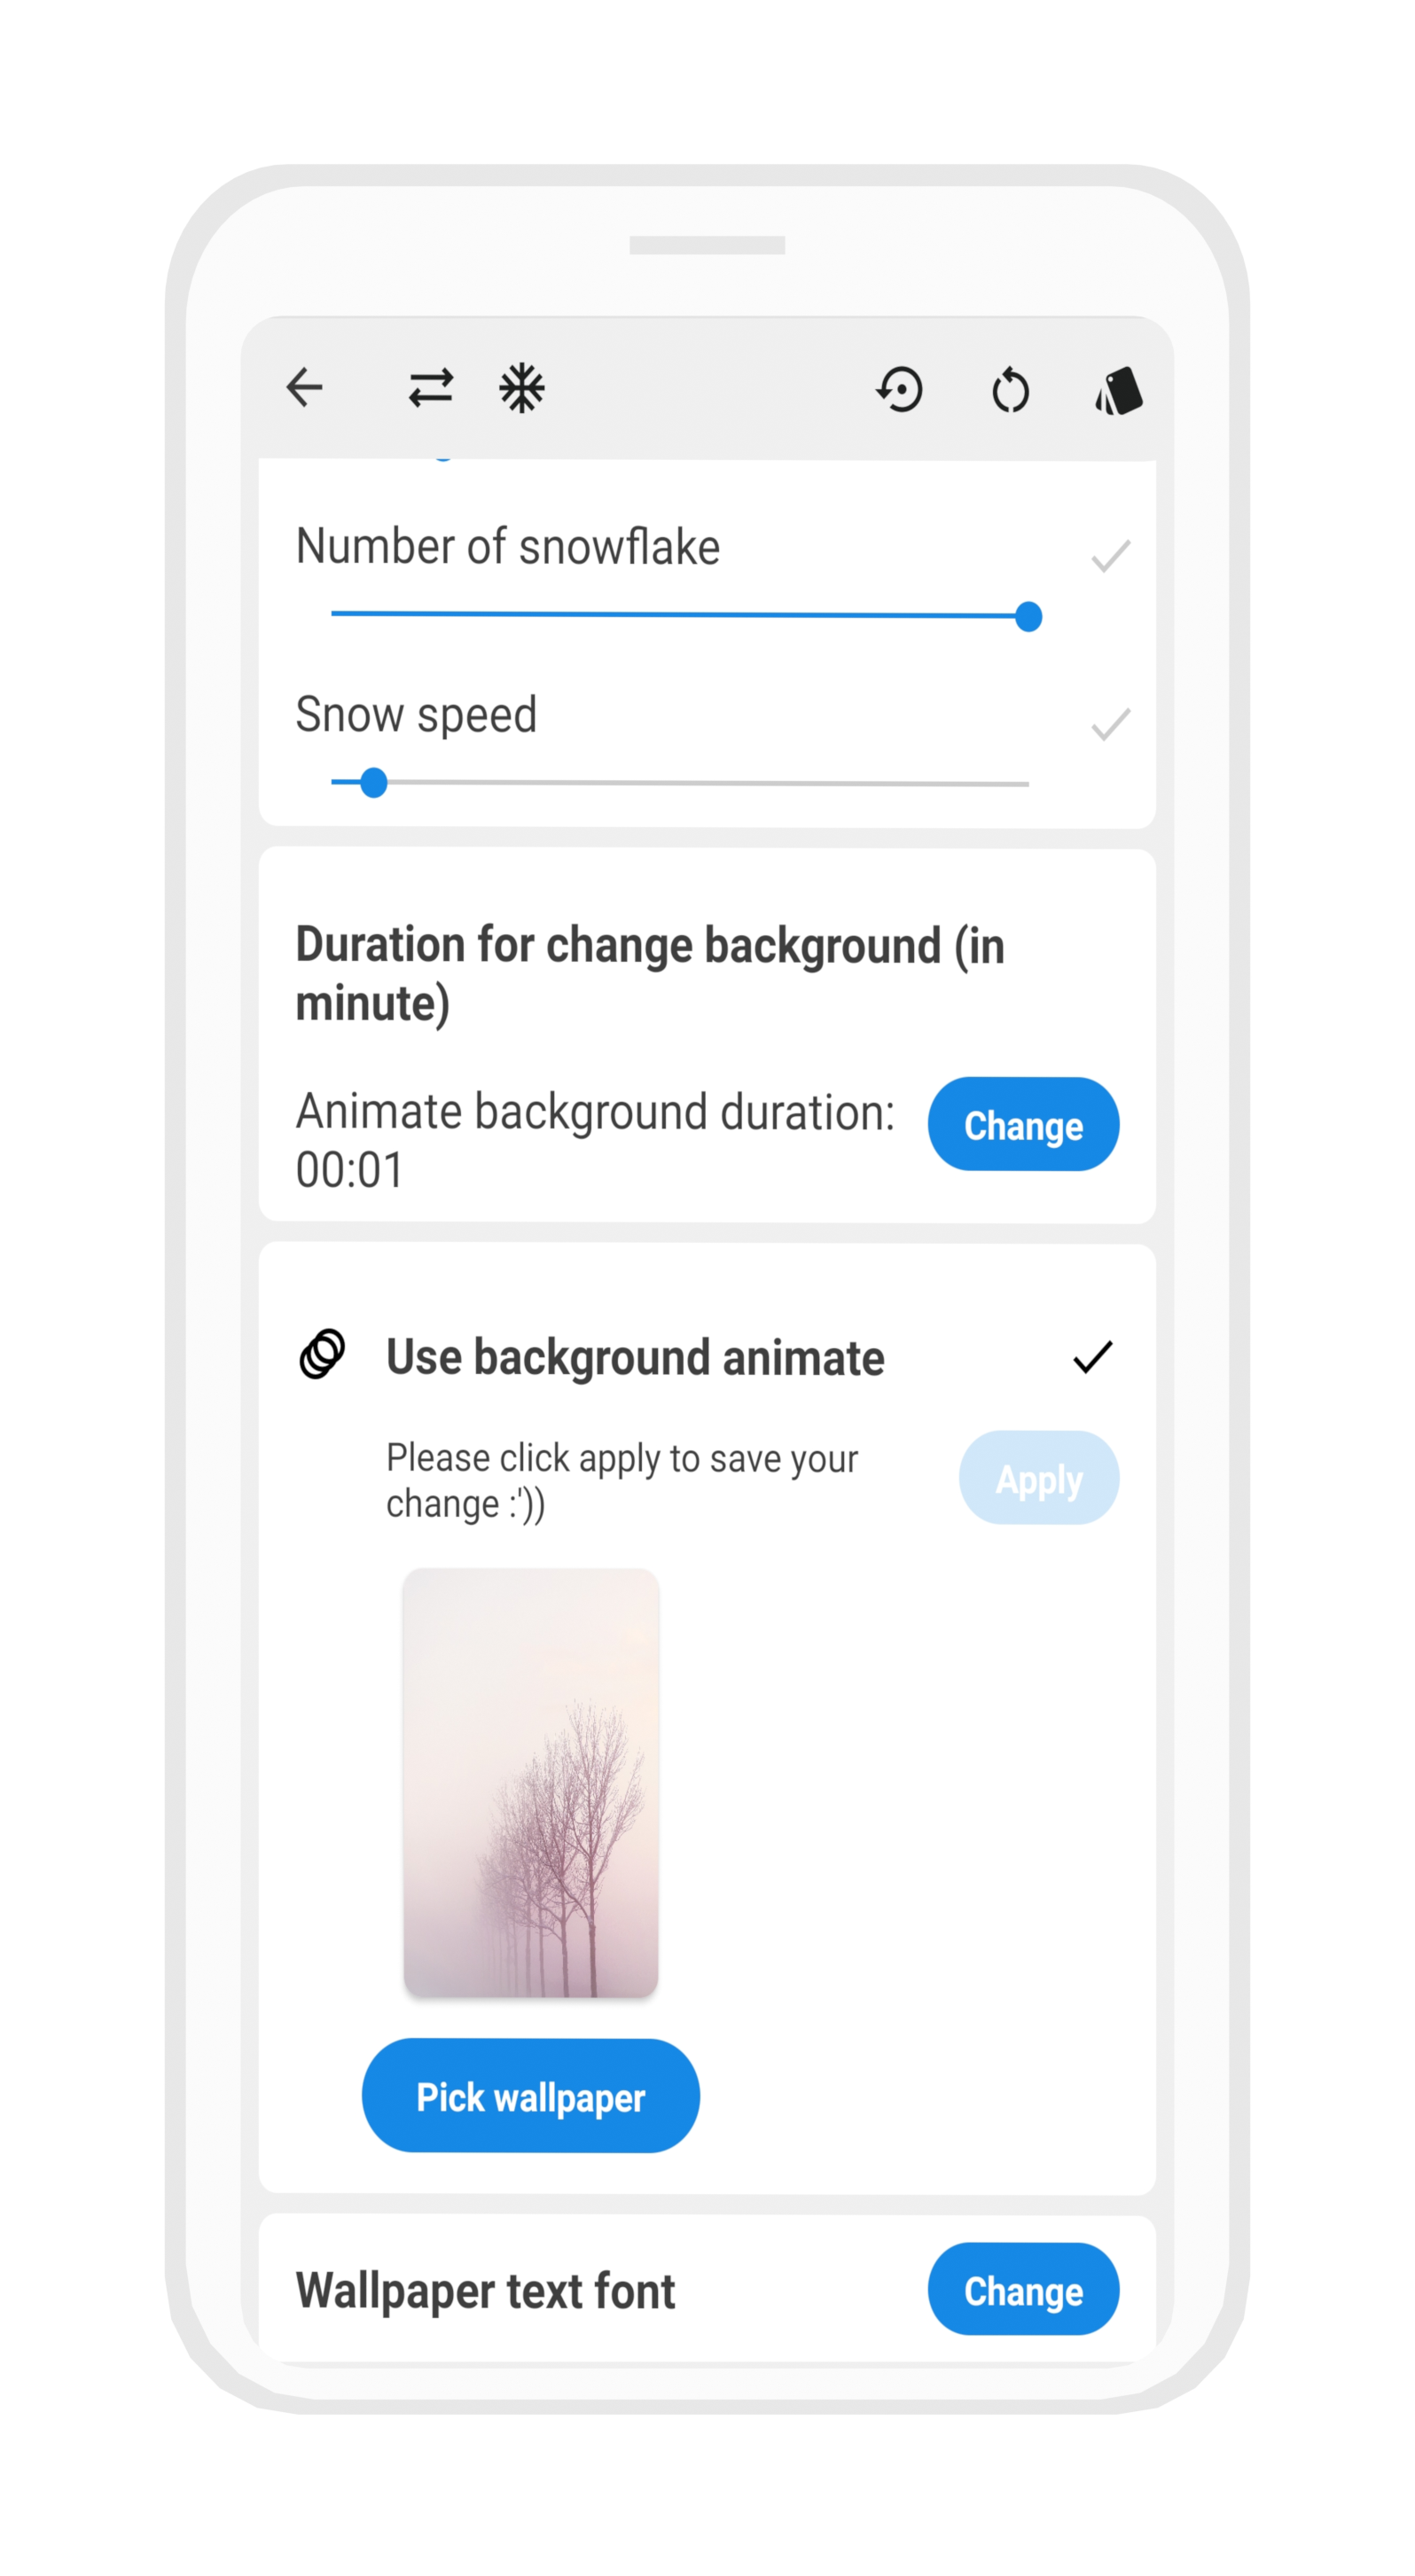 Number of snowflake
Snow speed
Duration for change background (in
minute)
Animate background duration:
00:01
Change
Use background animate
Please click apply to save your
change :'))
Apply
Pick wallpaper
Wallpaper text font
Change